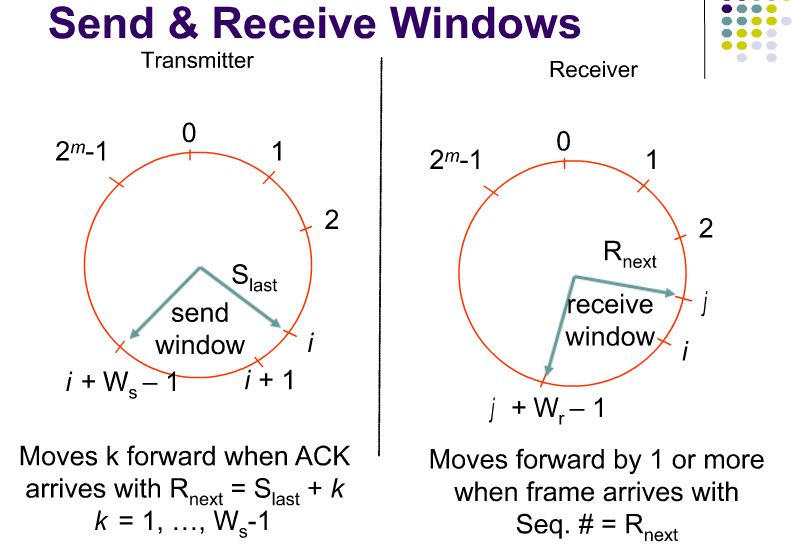 Send & Receive Windows
Transmitter
0
1
2
2ᵐ-1
Sₗₐₛₜ
send
window
i
i + 1
i + Wₛ – 1
Moves k forward when ACK
arrives with Rₙₑₓₜ = Sₗₐₛₜ + k
k = 1, …, Wₛ-1
Receiver
0
1
2
2ᵐ-1
Rₙₑₓₜ
receive
window
j
i
j + Wᵣ – 1
Moves forward by 1 or more
when frame arrives with
Seq. # = Rₙₑₓₜ